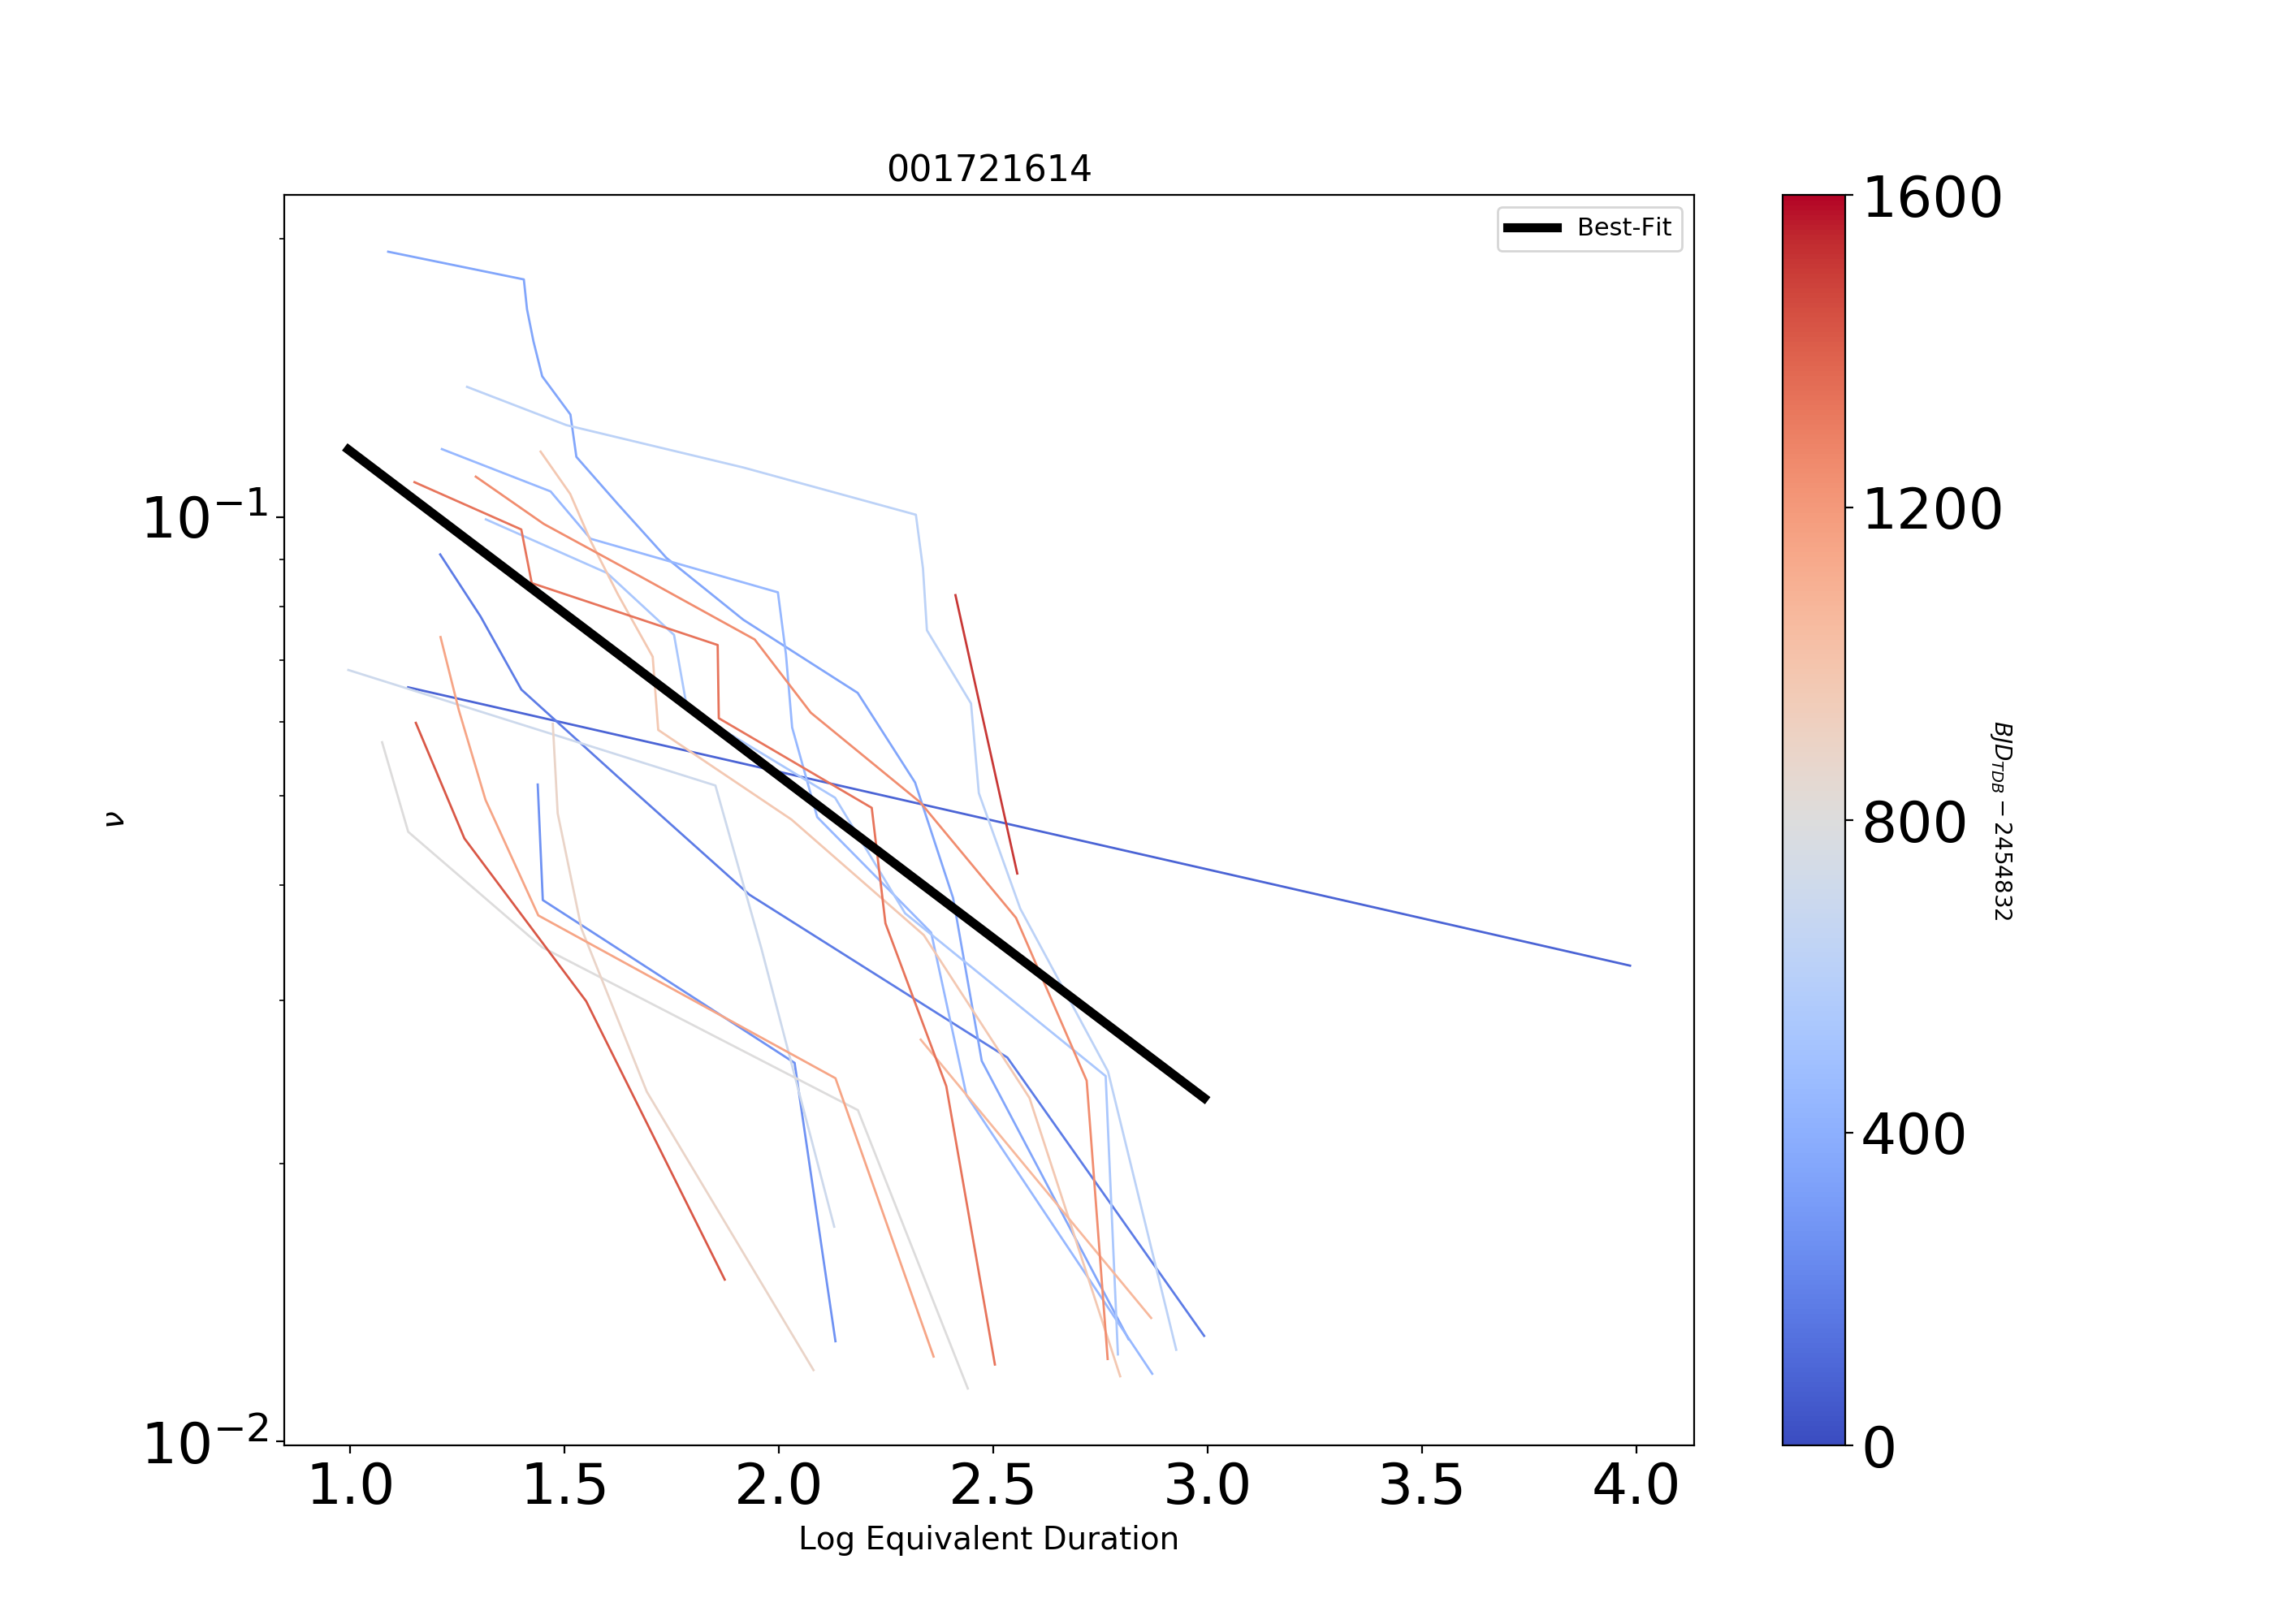 001721614
Best-Fit
10⁻¹
10⁻²
ν
1.0 1.5 2.0 2.5 3.0 3.5 4.0
Log Equivalent Duration
1600
1200
800
400
0
BJD_TDB − 2454832